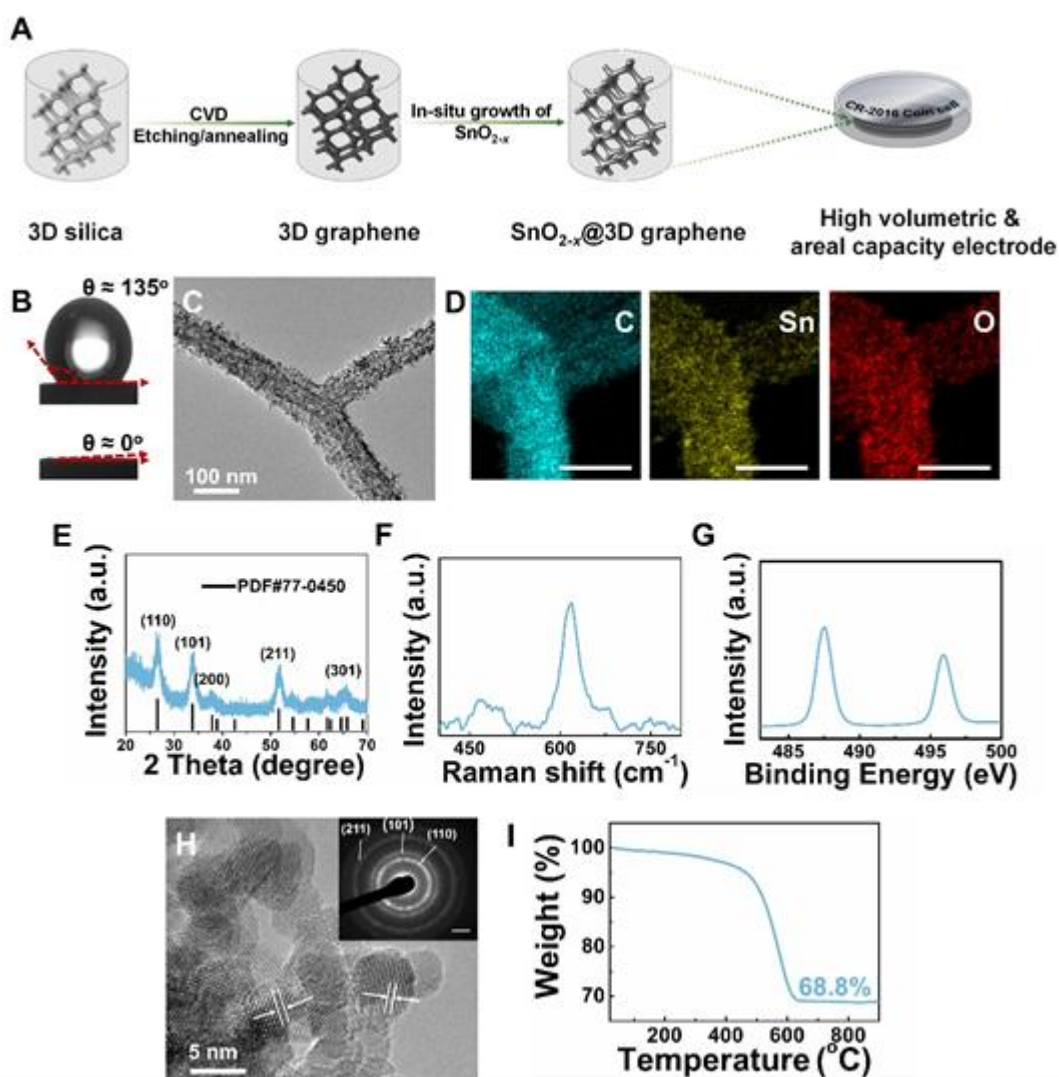 A
CVD
Etching/annealing
In-situ growth of
SnO₂₋ₓ
CR-2016 Coin cell
3D silica
3D graphene
SnO₂₋ₓ@3D graphene
High volumetric &
areal capacity electrode
B
θ ≈ 135°
θ ≈ 0°
C
100 nm
D
C
Sn
O
E
Intensity (a.u.)
PDF#77-0450
(110)
(101)
(200)
(211)
(301)
20 30 40 50 60 70
2 Theta (degree)
F
Intensity (a.u.)
450 600 750
Raman shift (cm⁻¹)
G
Intensity (a.u.)
485 490 495 500
Binding Energy (eV)
H
(211)
(101)
(110)
5 nm
I
Weight (%)
100
90
80
70
68.8%
200 400 600 800
Temperature (°C)